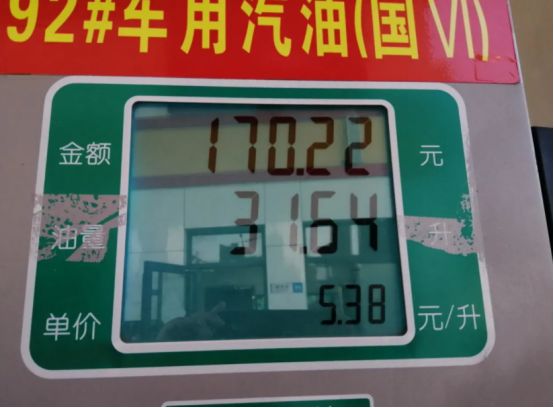 92#车用汽油(国Ⅵ)
金额 170.22 元
油量 31.64 升
单价 5.38 元/升